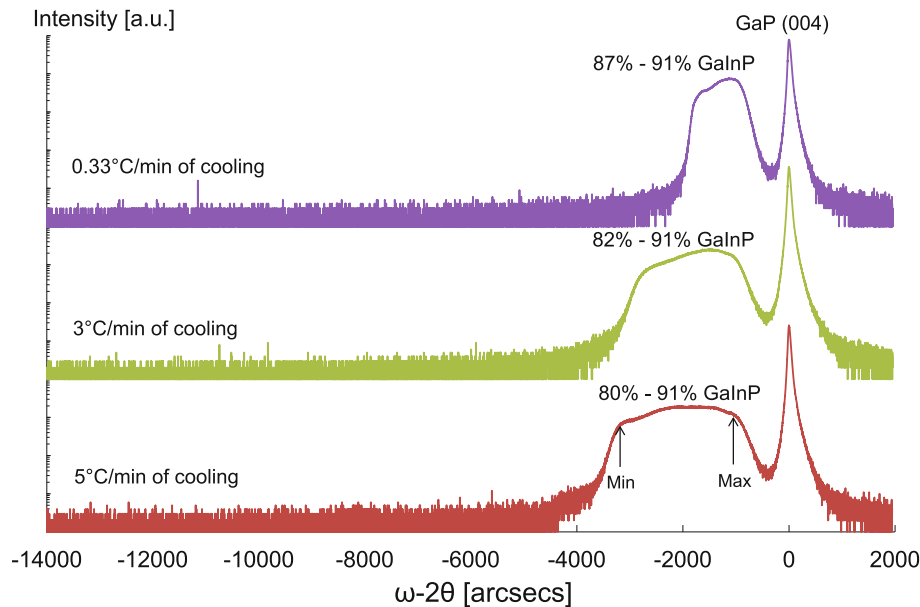 Intensity [a.u.]
GaP (004)
87% - 91% GaInP
0.33°C/min of cooling
82% - 91% GaInP
3°C/min of cooling
80% - 91% GaInP
5°C/min of cooling
Min
Max
-14000 -12000 -10000 -8000 -6000 -4000 -2000 0 2000
ω-2θ [arcsecs]